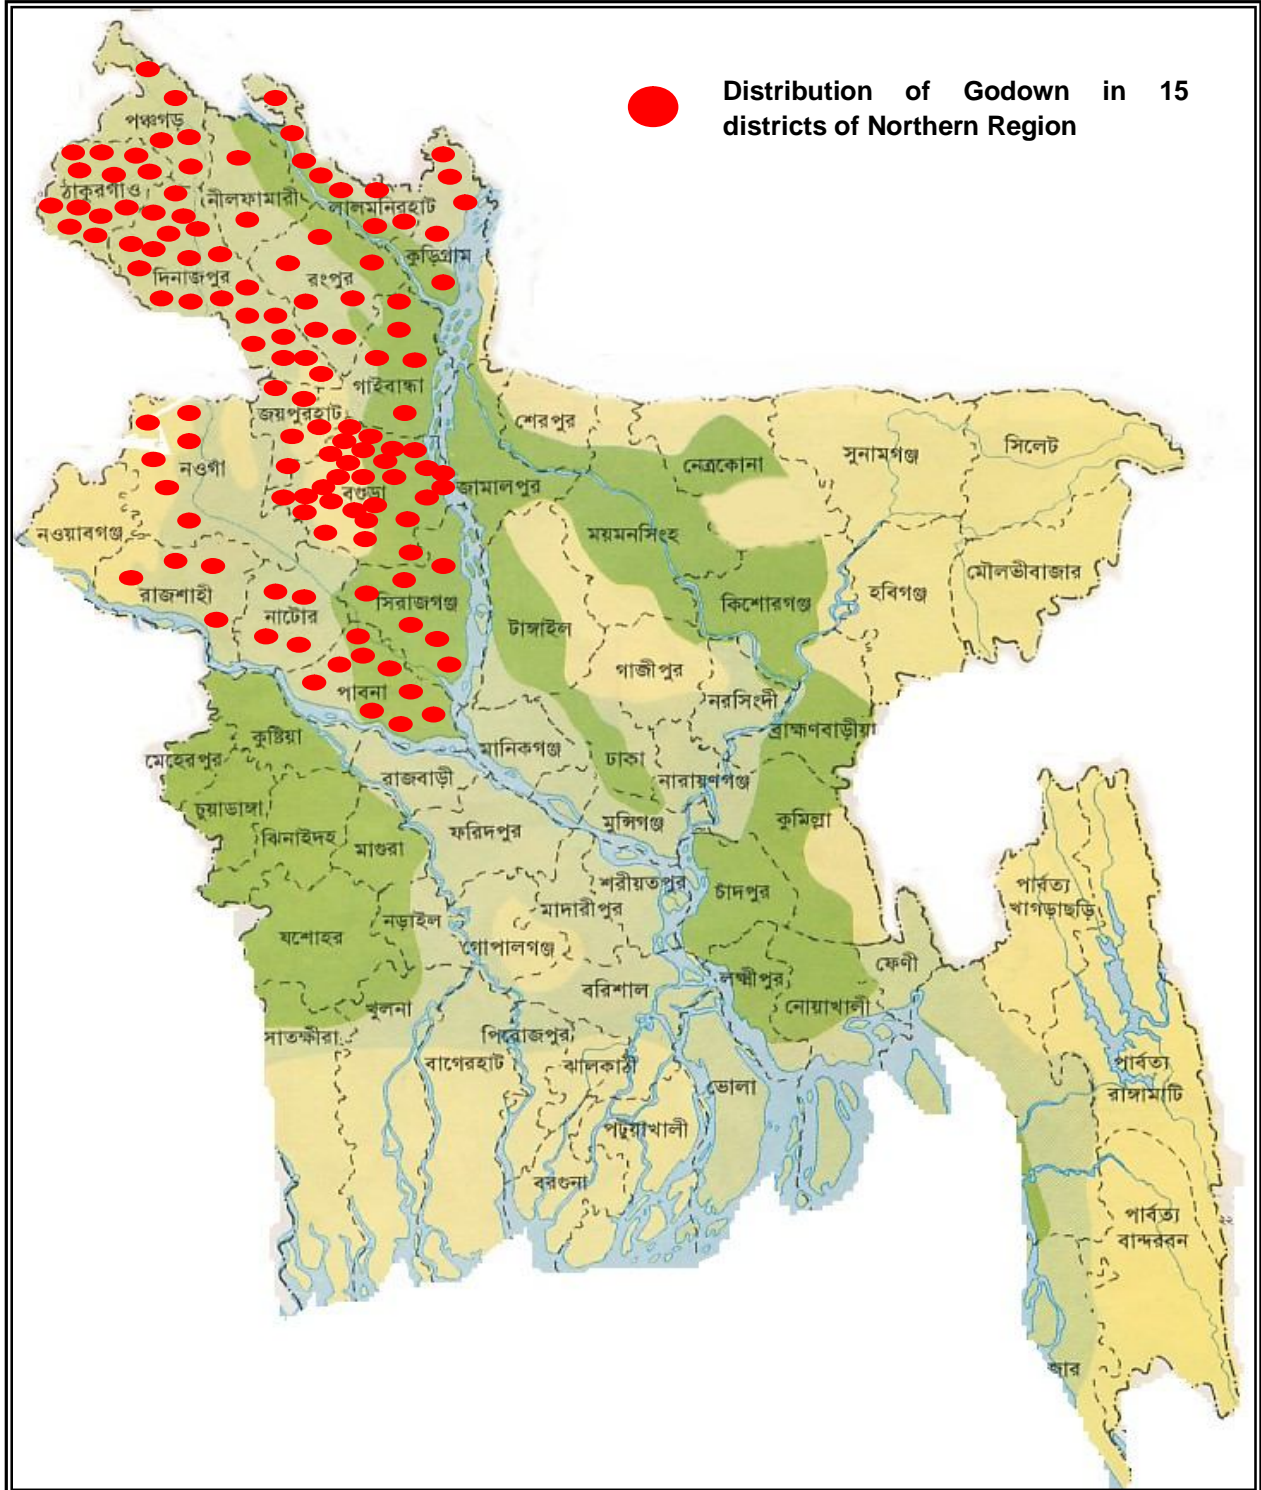 Distribution of Godown in 15
districts of Northern Region
পঞ্চগড়
ঠাকুরগাও
নীলফামারী
লালমনিরহাট
কুড়িগ্রাম
দিনাজপুর
রংপুর
গাইবান্ধা
জয়পুরহাট
শেরপুর
নেত্রকোনা
সুনামগঞ্জ
সিলেট
নওগা
বগুড়া
জামালপুর
নওয়াবগঞ্জ
ময়মনসিংহ
মৌলভীবাজার
রাজশাহী
নাটোর
সিরাজগঞ্জ
কিশোরগঞ্জ
হবিগঞ্জ
টাঙ্গাইল
গাজীপুর
পাবনা
নরসিংদী
ব্রাহ্মণবাড়ীয়া
কুষ্টিয়া
মেহেরপুর
মানিকগঞ্জ
ঢাকা
রাজবাড়ী
নারায়ণগঞ্জ
চুয়াডাঙ্গা
ঝিনাইদহ
মাগুরা
ফরিদপুর
মুন্সিগঞ্জ
কুমিল্লা
শরীয়তপুর
চাঁদপুর
মাদারীপুর
পার্বত্য
খাগড়াছড়ি
নড়াইল
যশোহর
গোপালগঞ্জ
ফেণী
লক্ষ্মীপুর
বরিশাল
নোয়াখালী
খুলনা
সাতক্ষীরা
পিরোজপুর
বাগেরহাট
ঝালকাঠী
ভোলা
পার্বত্য
রাঙ্গামাটি
পটুয়াখালী
বরগুনা
পার্বত্য
বান্দরবন
জার